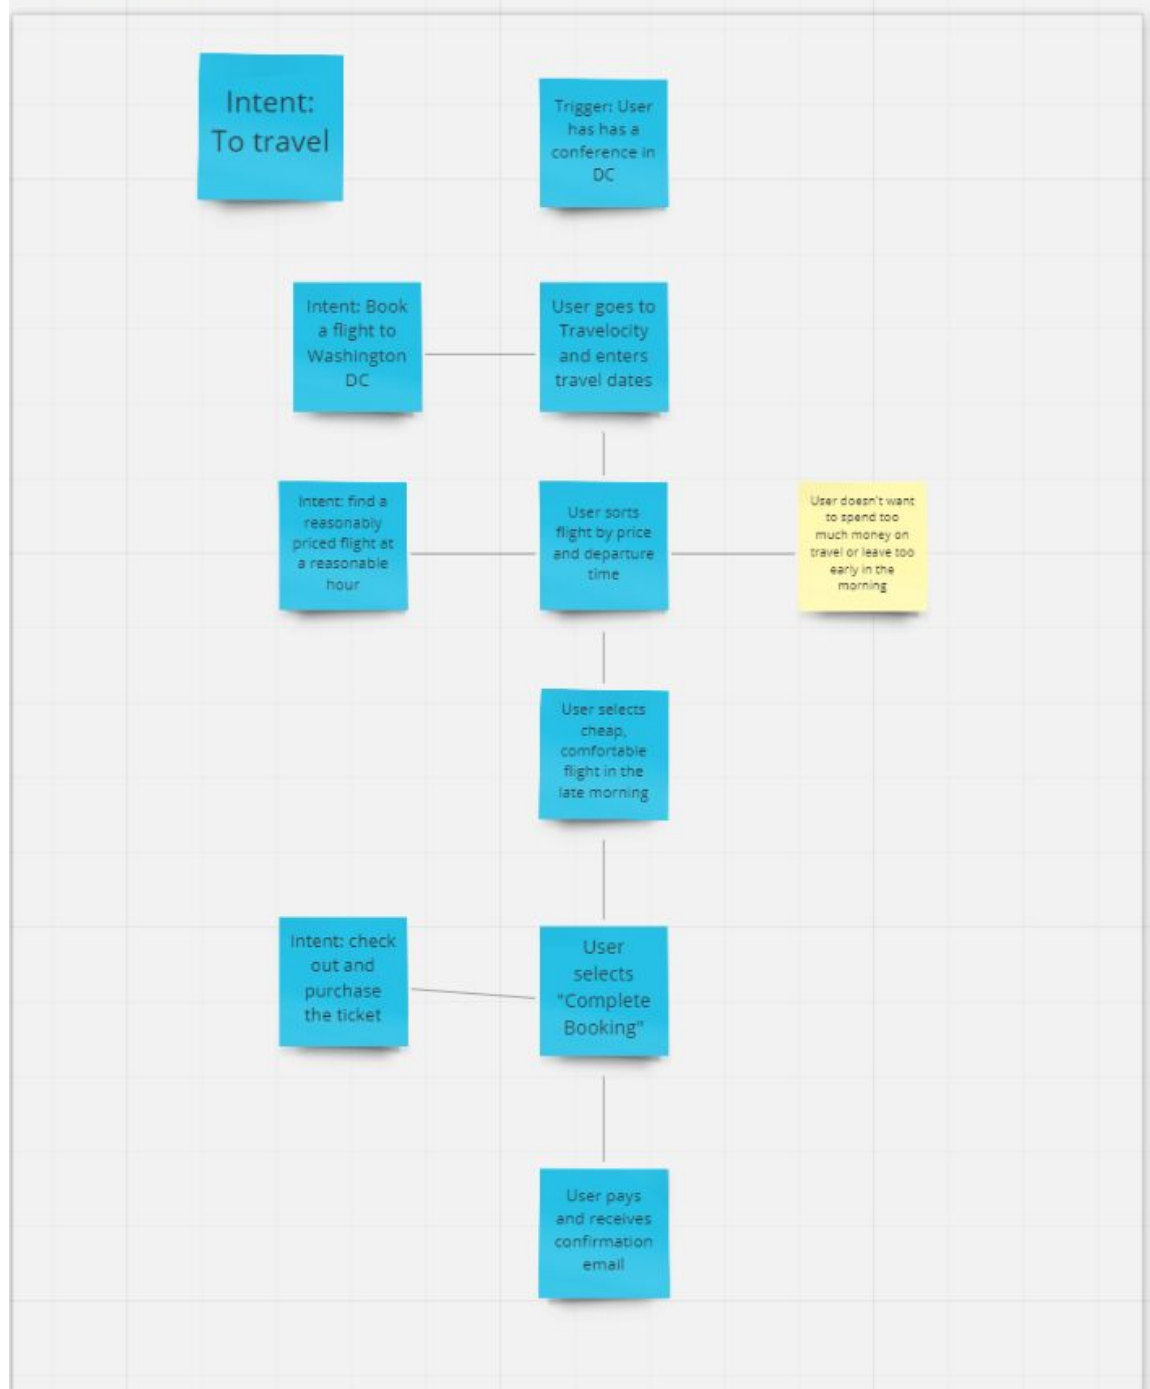 Intent:
To travel
Trigger: User
has has a
conference in
DC
Intent: Book
a flight to
Washington
DC
User goes to
Travelocity
and enters
travel dates
Intent: find a
reasonably
priced flight at
a reasonable
hour
User sorts
flight by price
and departure
time
User doesn't want
to spend too
much money on
travel or leave too
early in the
morning
User selects
cheap,
comfortable
flight in the
late morning
Intent: check
out and
purchase
the ticket
User
selects
"Complete
Booking"
User pays
and receives
confirmation
email